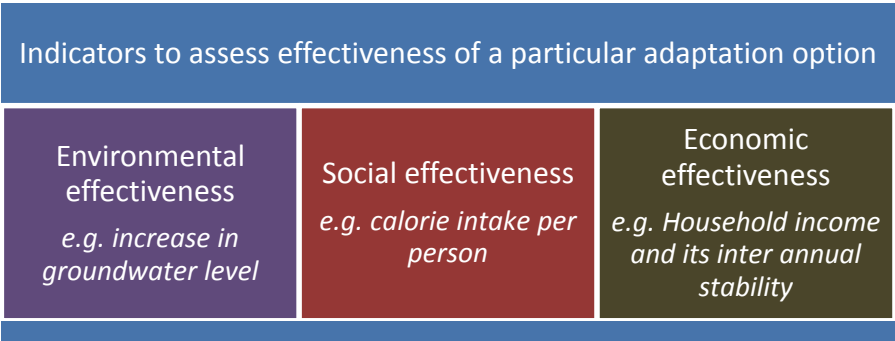 Indicators to assess effectiveness of a particular adaptation option
Environmental
effectiveness
e.g. increase in
groundwater level
Social effectiveness
e.g. calorie intake per
person
Economic
effectiveness
e.g. Household income
and its inter annual
stability